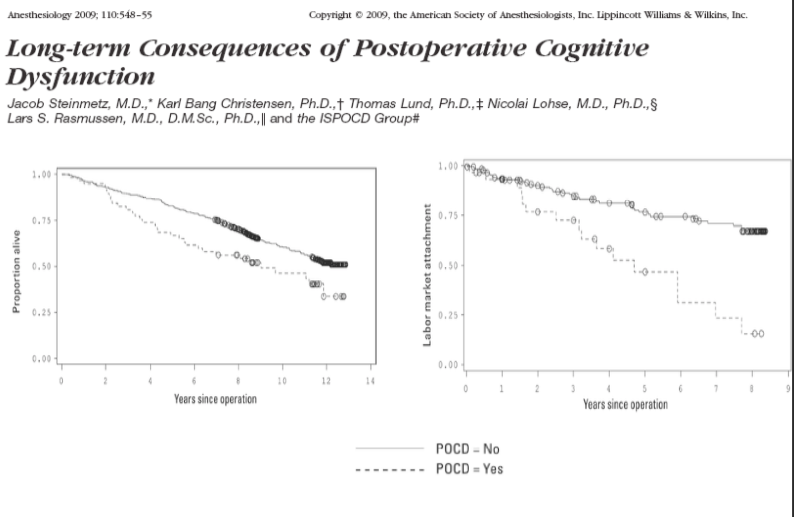 Anesthesiology 2009; 110:548–55
Copyright © 2009, the American Society of Anesthesiologists, Inc. Lippincott Williams & Wilkins, Inc.
Long-term Consequences of Postoperative Cognitive
Dysfunction
Jacob Steinmetz, M.D.,* Karl Bang Christensen, Ph.D.,† Thomas Lund, Ph.D.,‡ Nicolai Lohse, M.D., Ph.D.,§
Lars S. Rasmussen, M.D., D.M.Sc., Ph.D.,‖ and the ISPOCD Group#
Proportion alive
1.00
0.75
0.50
0.25
0.00
0 2 4 6 8 10 12 14
Years since operation
Labor market attachment
1.00
0.75
0.50
0.25
0.00
0 1 2 3 4 5 6 7 8 9
Years since operation
POCD = No
POCD = Yes